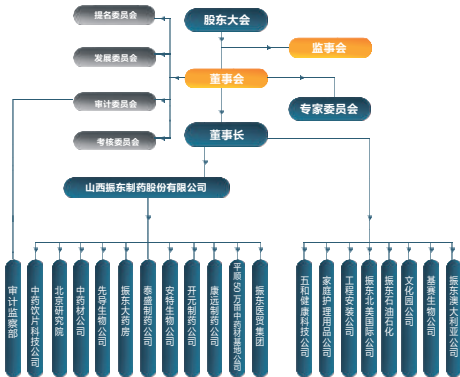 提名委员会
股东大会
监事会
发展委员会
董事会
审计委员会
专家委员会
考核委员会
董事长
山西振东制药股份有限公司
审计监察部
中药饮片科技公司
北京研究院
中药材公司
先导生物公司
振东大药房
泰盛制药公司
安特生物公司
开元制药公司
康远制药公司
平顺50万亩中药材基地公司
振东医贸集团
五和健康科技公司
家庭护理用品公司
工程安装公司
振东北美国际公司
振东石油石化
文化园公司
基赛生物公司
振东澳大利亚公司